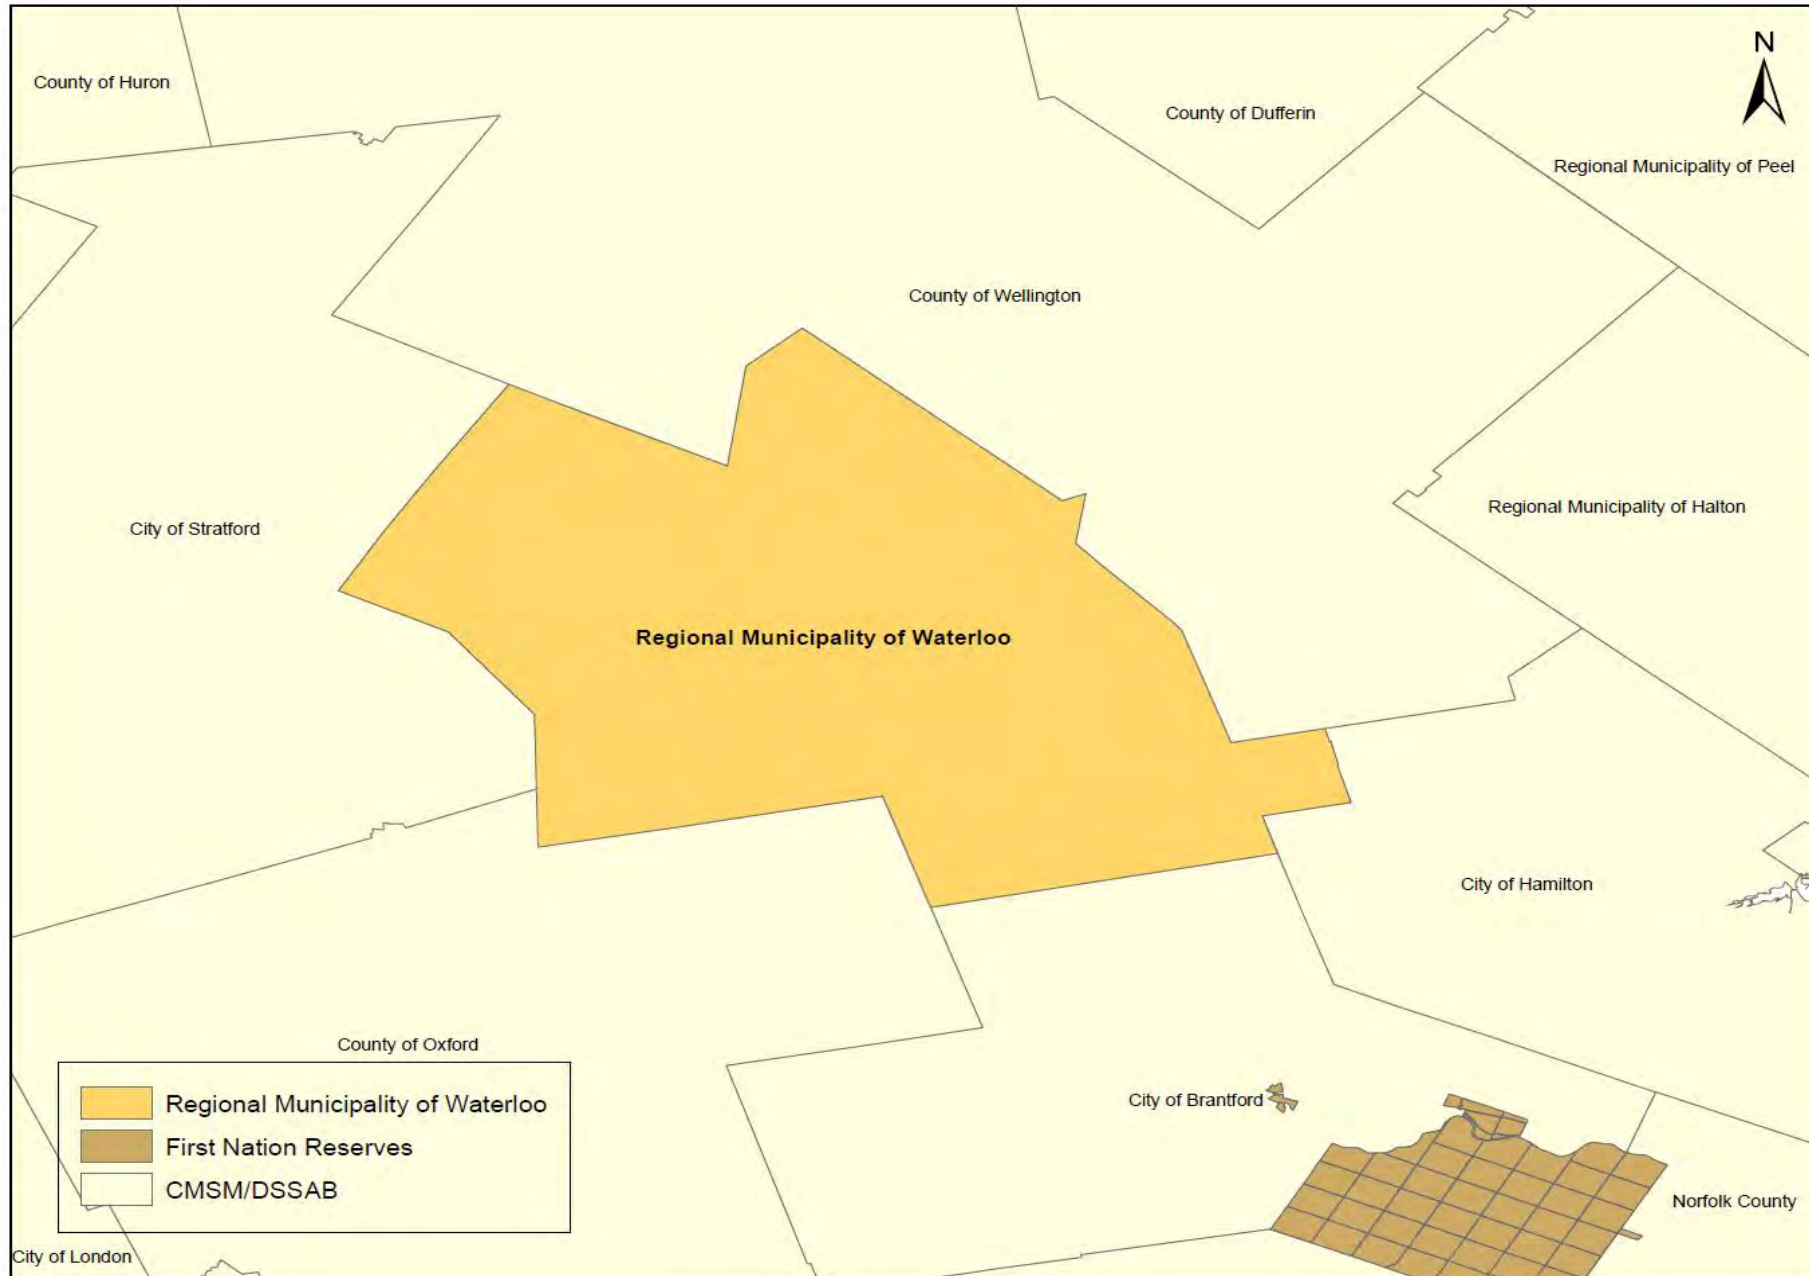 N
County of Huron
County of Dufferin
Regional Municipality of Peel
County of Wellington
Regional Municipality of Halton
City of Stratford
Regional Municipality of Waterloo
City of Hamilton
County of Oxford
City of Brantford
Regional Municipality of Waterloo
First Nation Reserves
CMSM/DSSAB
Norfolk County
City of London